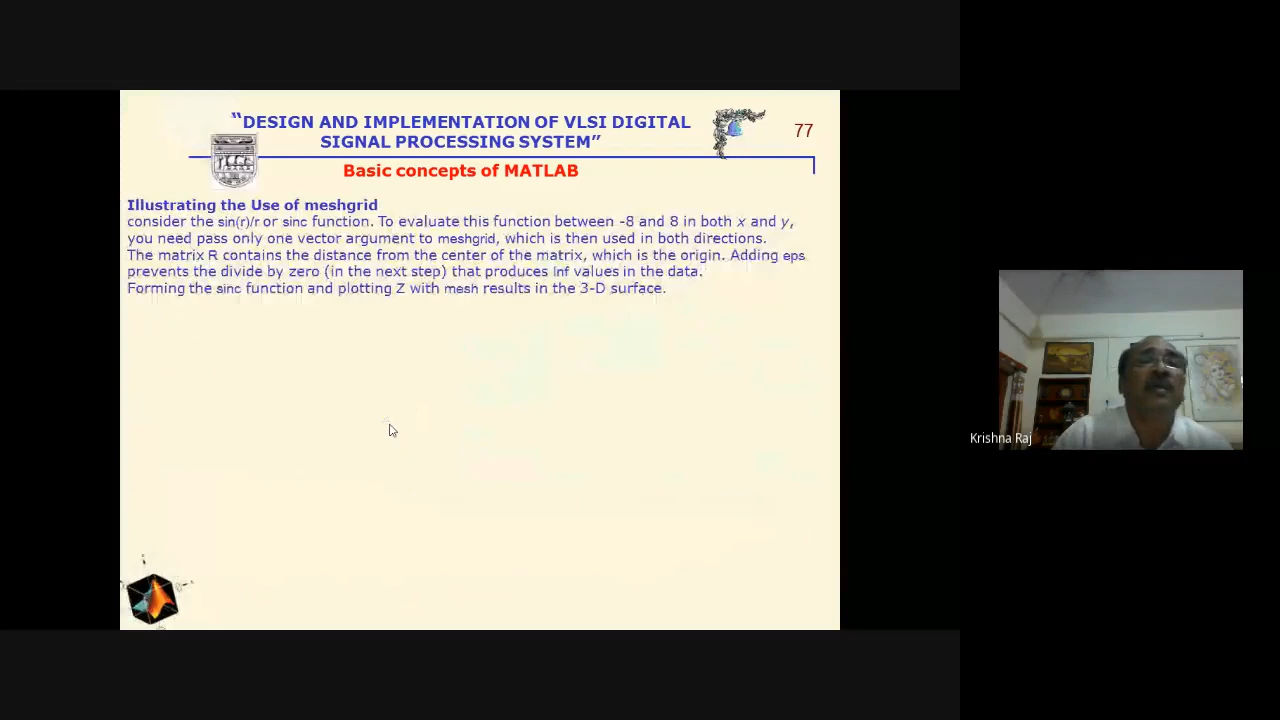 “DESIGN AND IMPLEMENTATION OF VLSI DIGITAL
SIGNAL PROCESSING SYSTEM”
77
Basic concepts of MATLAB
Illustrating the Use of meshgrid
consider the sin(r)/r or sinc function. To evaluate this function between -8 and 8 in both x and y,
you need pass only one vector argument to meshgrid, which is then used in both directions.
The matrix R contains the distance from the center of the matrix, which is the origin. Adding eps
prevents the divide by zero (in the next step) that produces Inf values in the data.
Forming the sinc function and plotting Z with mesh results in the 3-D surface.
Krishna Raj